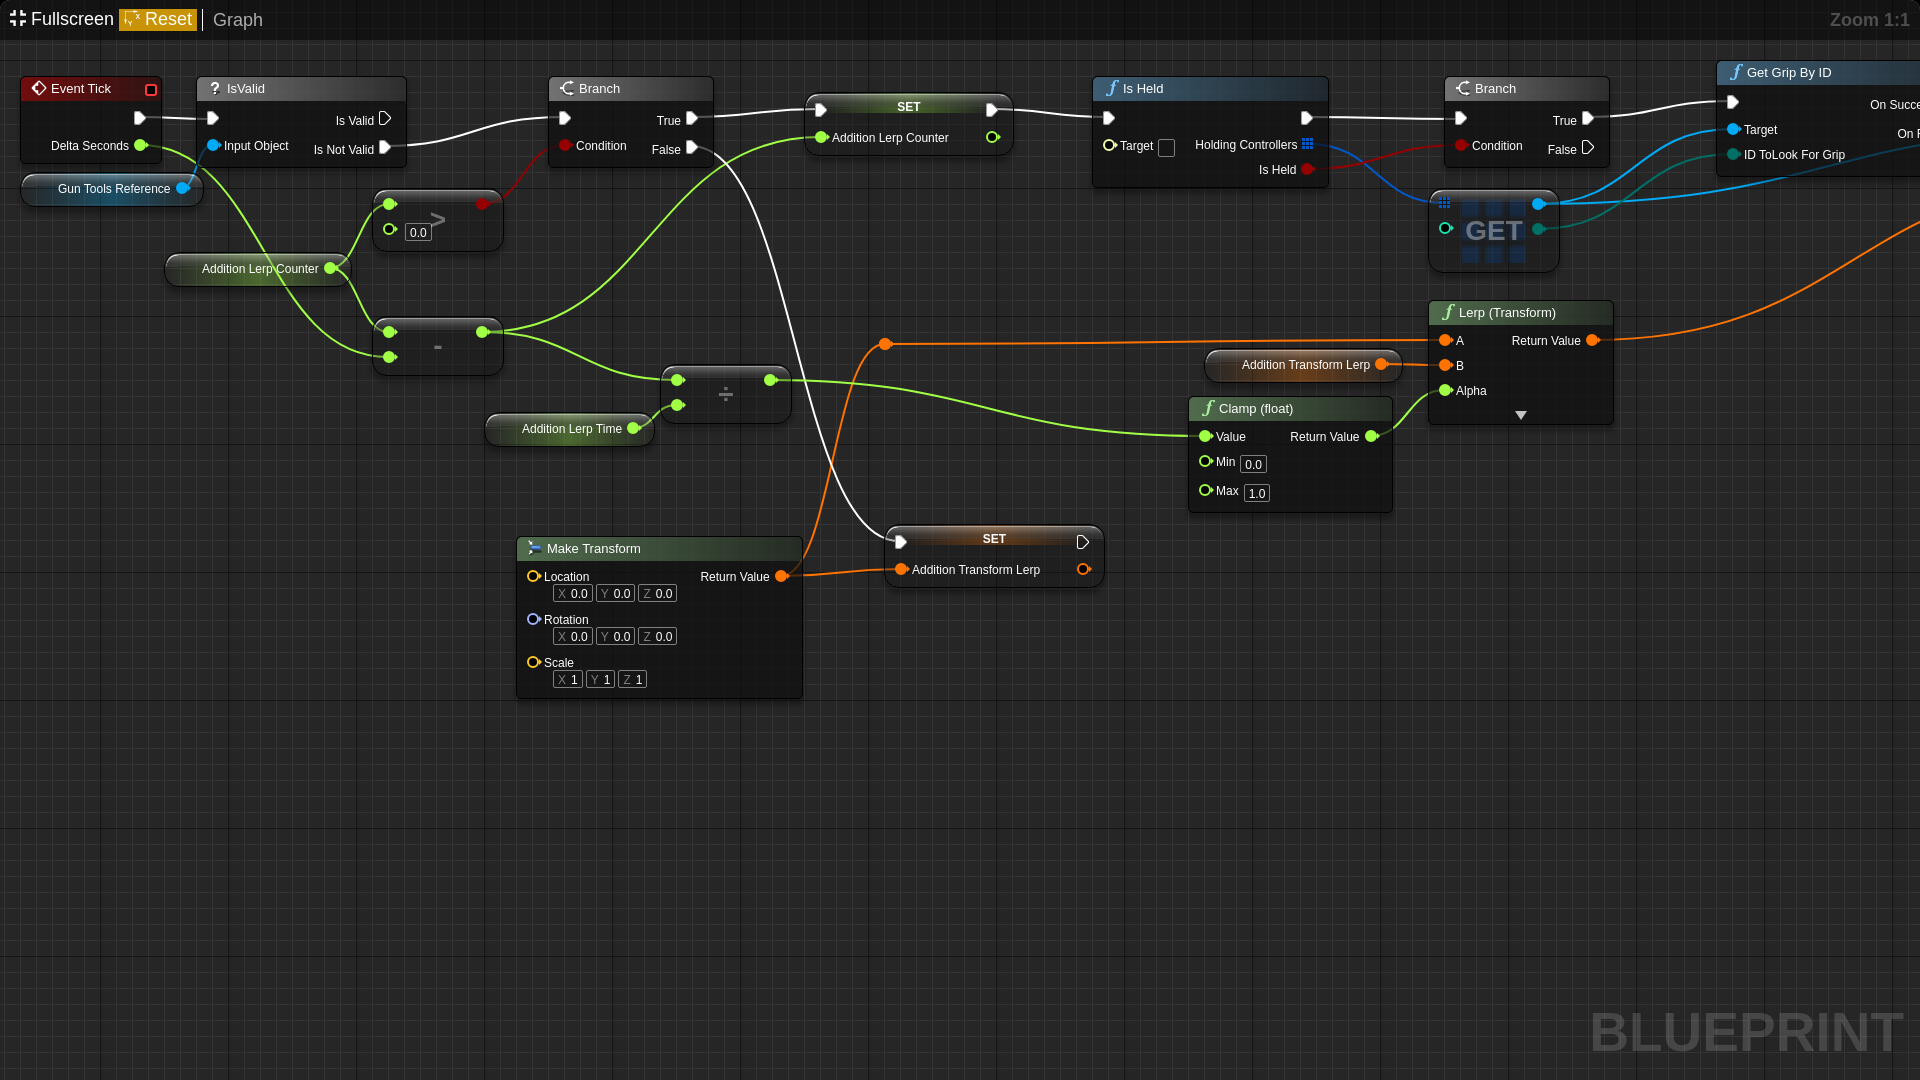 Fullscreen Reset Graph
Zoom 1:1
Event Tick
Delta Seconds
Gun Tools Reference
? IsValid
Is Valid
Input Object
Is Not Valid
Addition Lerp Counter
>
0.0
-
Branch
True
Condition
False
SET
Addition Lerp Counter
÷
Addition Lerp Time
Is Held
Target
Holding Controllers
Is Held
Branch
True
Condition
False
Get Grip By ID
On Succe
Target
On F
ID ToLook For Grip
GET
Lerp (Transform)
A
Return Value
B
Alpha
Addition Transform Lerp
Clamp (float)
Value
Return Value
Min 0.0
Max 1.0
Make Transform
Location
Return Value
X 0.0 Y 0.0 Z 0.0
Rotation
X 0.0 Y 0.0 Z 0.0
Scale
X 1 Y 1 Z 1
SET
Addition Transform Lerp
BLUEPRINT